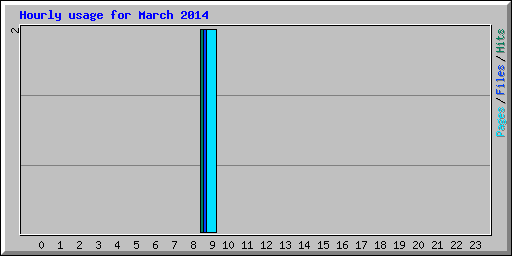 Hourly usage for March 2014
2
Pages/Files/Hits
0 1 2 3 4 5 6 7 8 9 10 11 12 13 14 15 16 17 18 19 20 21 22 23